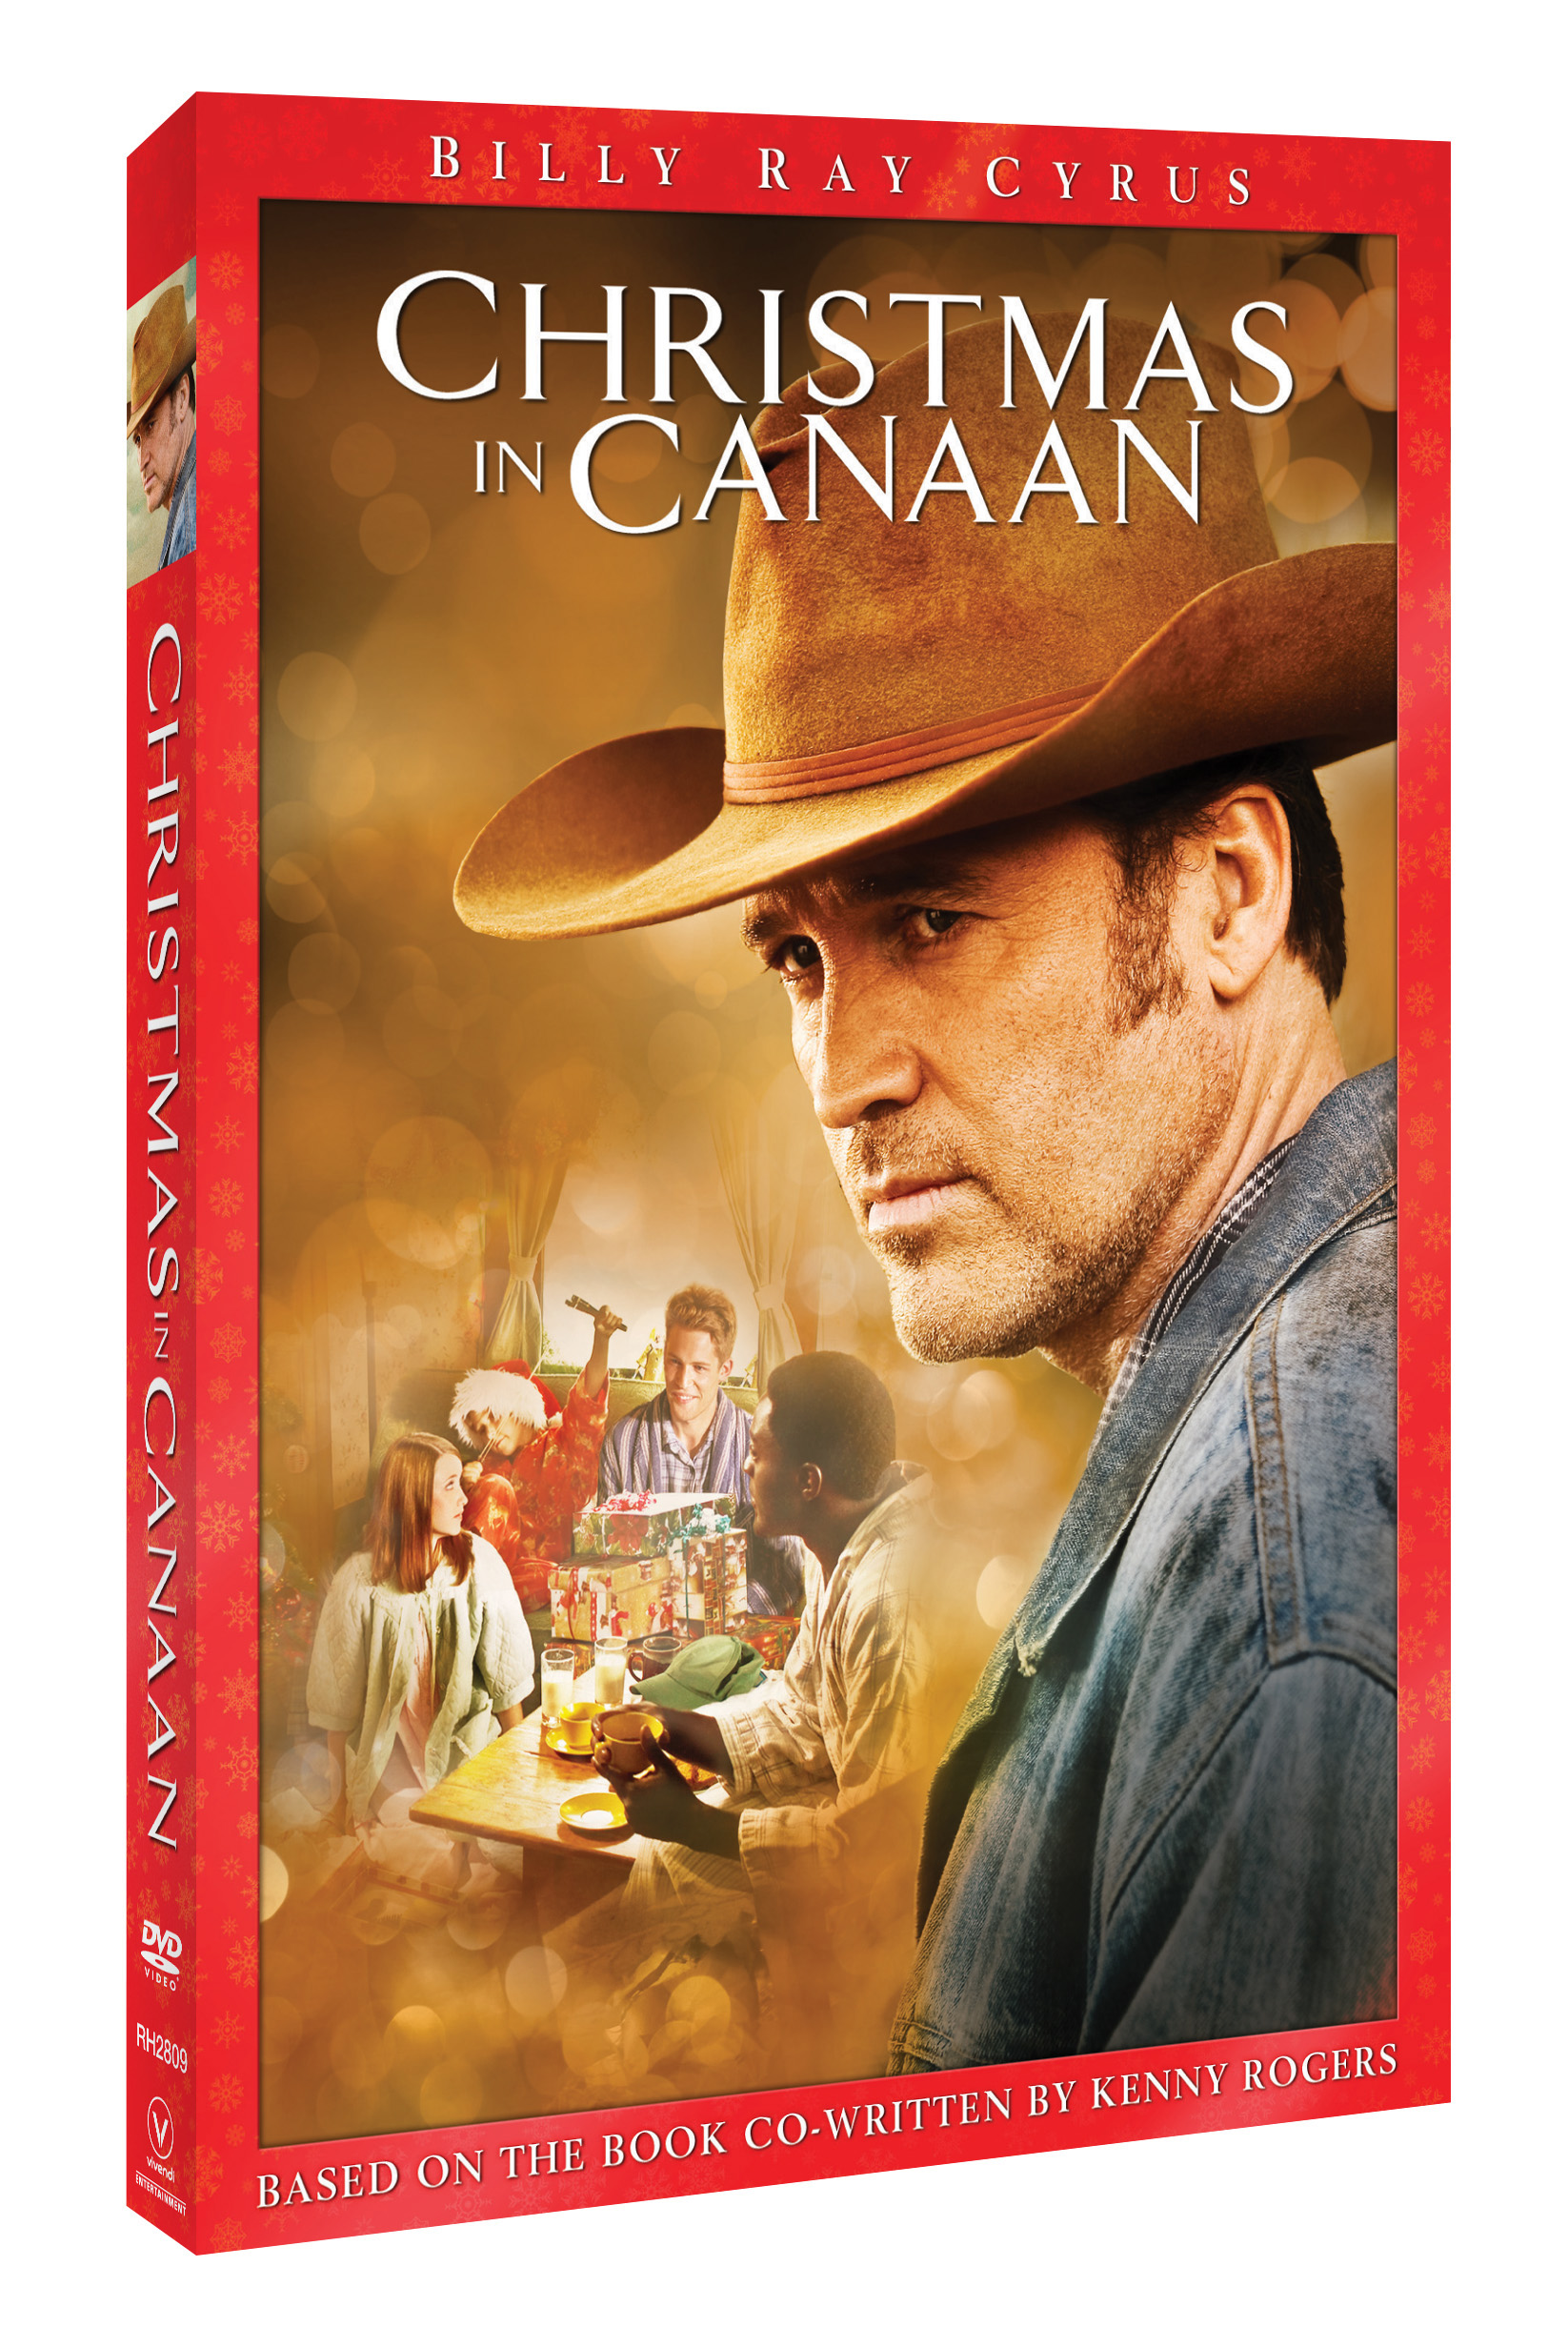 BILLY RAY CYRUS
CHRISTMAS
IN CANAAN
BASED ON THE BOOK CO-WRITTEN BY KENNY ROGERS
CHRISTMAS IN CANAAN
DVD
VIDEO
RH2809
V
vivendi
ENTERTAINMENT